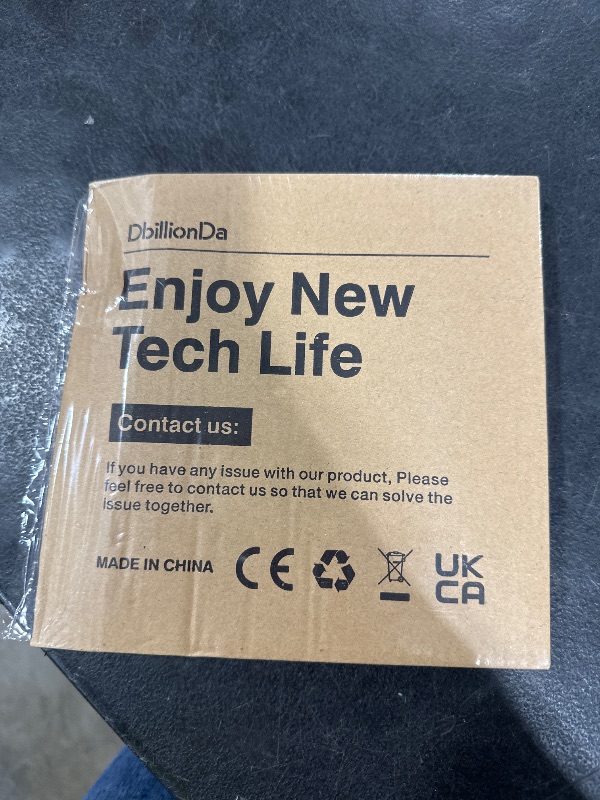 DbillionDa
Enjoy New
Tech Life
Contact us:
If you have any issue with our product, Please
feel free to contact us so that we can solve the
issue together.
MADE IN CHINA CE UK
CA